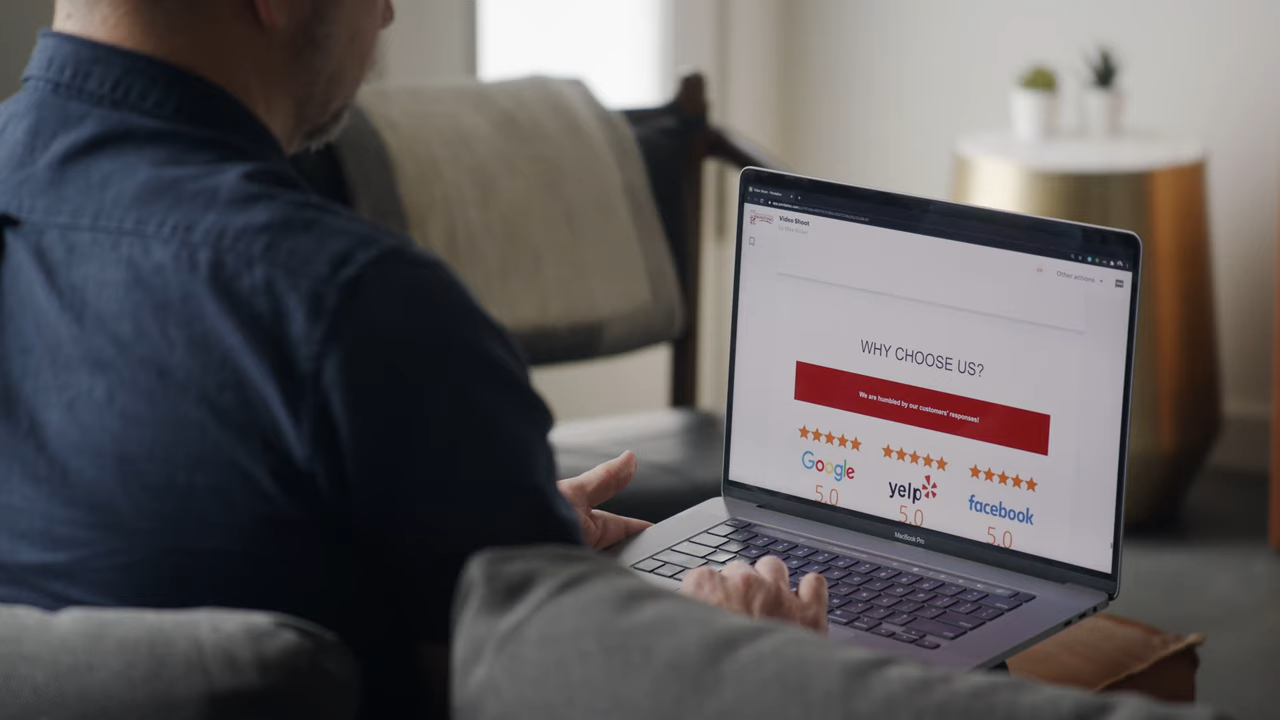 Video Shoot
Other actions
WHY CHOOSE US?
We are humbled by our customers' responses!
Google
5.0
yelp
5.0
facebook
5.0
MacBook Pro